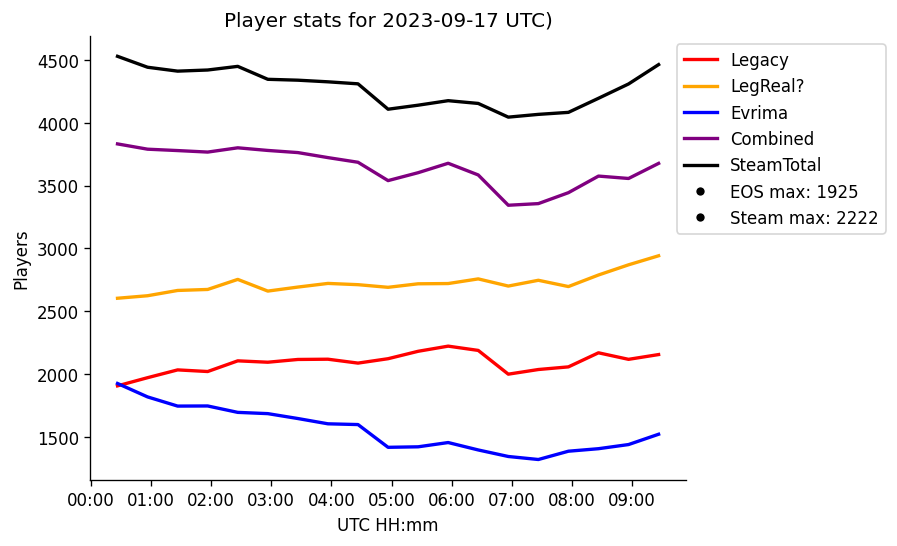 Player stats for 2023-09-17 UTC)
4500
4000
3500
3000
2500
2000
1500
Players
00:00 01:00 02:00 03:00 04:00 05:00 06:00 07:00 08:00 09:00
UTC HH:mm
Legacy
LegReal?
Evrima
Combined
SteamTotal
EOS max: 1925
Steam max: 2222